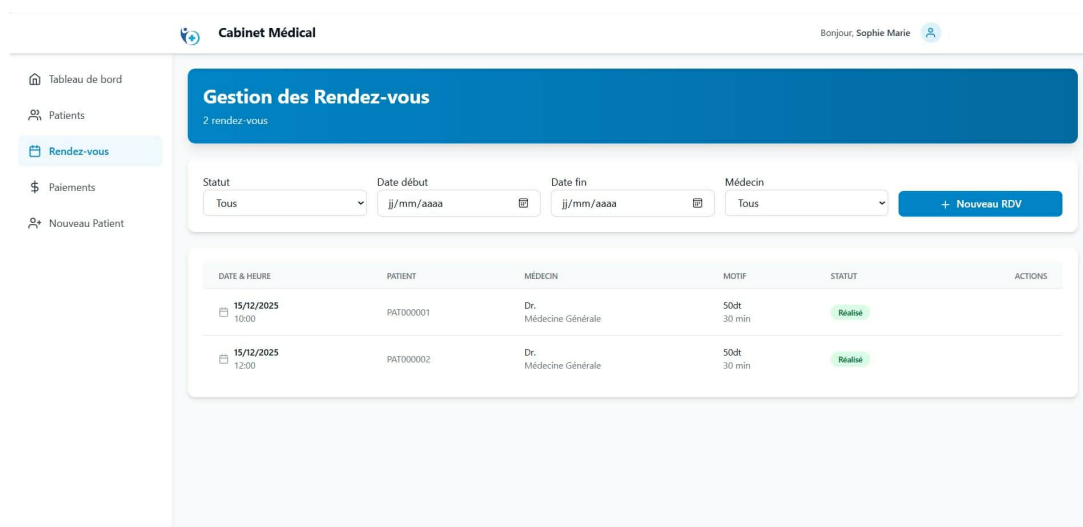 Cabinet Médical
Bonjour, Sophie Marie
Tableau de bord
Patients
Rendez-vous
Paiements
Nouveau Patient
Gestion des Rendez-vous
2 rendez-vous
Statut
Tous
Date début
jj/mm/aaaa
Date fin
jj/mm/aaaa
Médecin
Tous
+ Nouveau RDV
DATE & HEURE PATIENT MÉDECIN MOTIF STATUT ACTIONS
15/12/2025 PAT000001 Dr. 50dt Réalisé
10:00 Médecine Générale 30 min
15/12/2025 PAT000002 Dr. 50dt Réalisé
12:00 Médecine Générale 30 min